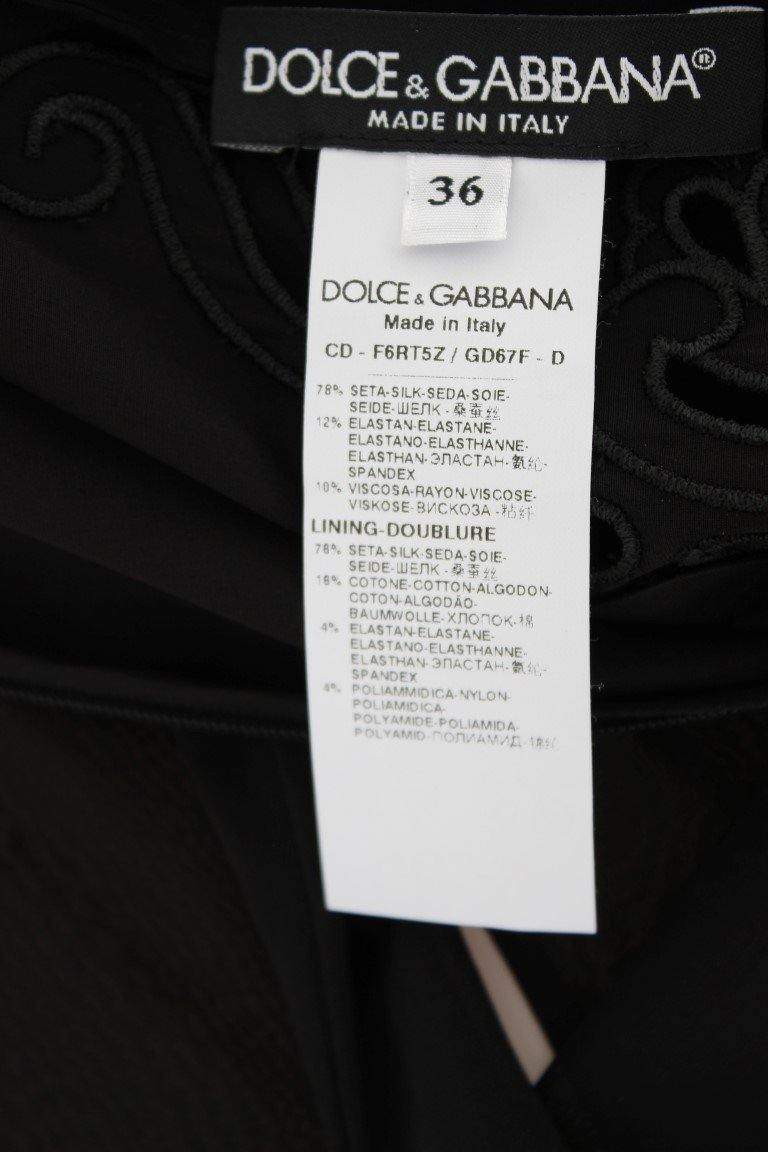 DOLCE & GABBANA®
MADE IN ITALY
36
DOLCE & GABBANA
Made in Italy
CD - F6RT5Z / GD67F - D
78% SETA-SILK-SEDA-SOIE-
SEIDE-ШЕЛК - 桑蚕丝
12% ELASTAN-ELASTANE-
ELASTANO-ELASTHANNE-
ELASTHAN-ЭЛАСТАН-氨纶-
SPANDEX
10% VISCOSA-RAYON-VISCOSE-
VISKOSE-ВИСКОЗА -粘纤
LINING-DOUBLURE
78% SETA-SILK-SEDA-SOIE-
SEIDE-ШЕЛК - 桑蚕丝
COTONE-COTTON-ALGODON-
COTON-ALGODÃO-
BAUMWOLLE-ХЛОПОК-棉
4% ELASTAN-ELASTANE-
ELASTANO-ELASTHANNE-
ELASTHAN-ЭЛАСТАН-氨纶-
SPANDEX
4% POLIAMMIDICA-NYLON-
POLIAMIDICA-
POLYAMIDE-POLIAMIDA-
POLYAMID-ПОЛИАМИД-锦纶